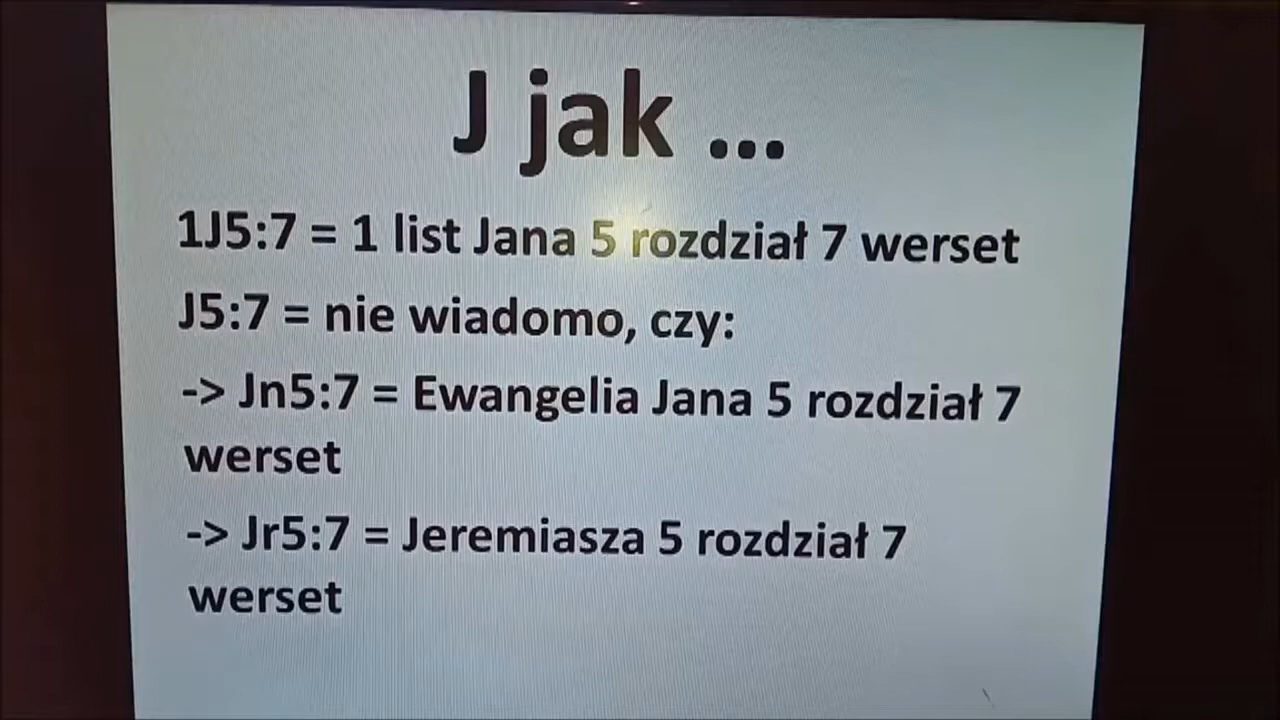 J jak ...
1J5:7 = 1 list Jana 5 rozdział 7 werset
J5:7 = nie wiadomo, czy:
-> Jn5:7 = Ewangelia Jana 5 rozdział 7
werset
-> Jr5:7 = Jeremiasza 5 rozdział 7
werset